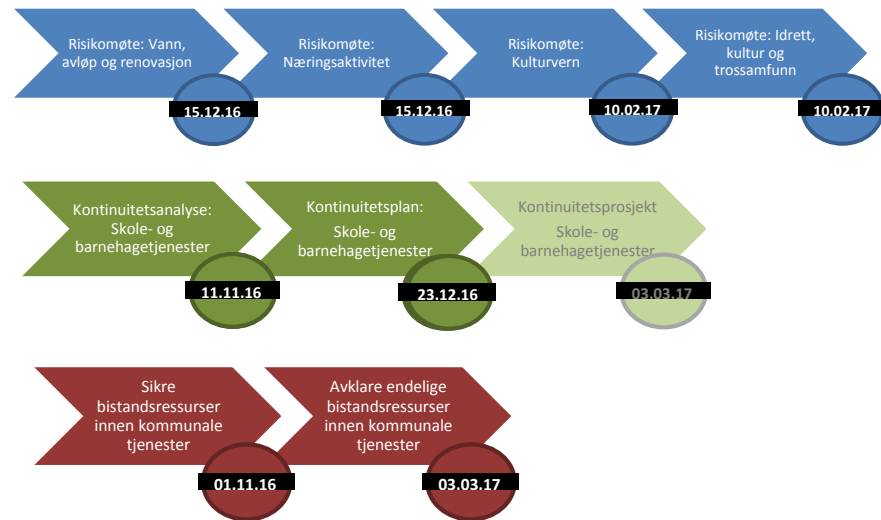 Risikomøte: Vann,
avløp og renovasjon
15.12.16
Risikomøte:
Næringsaktivitet
15.12.16
Risikomøte:
Kulturvern
10.02.17
Risikomøte: Idrett,
kultur og
trossamfunn
10.02.17
Kontinuitetsanalyse:
Skole- og
barnehagetjenester
11.11.16
Kontinuitetsplan:
Skole- og
barnehagetjenester
23.12.16
Kontinuitetsprosjekt
Skole- og
barnehagetjenester
03.03.17
Sikre
bistandsressurser
innen kommunale
tjenester
01.11.16
Avklare endelige
bistandsressurser
innen kommunale
tjenester
03.03.17